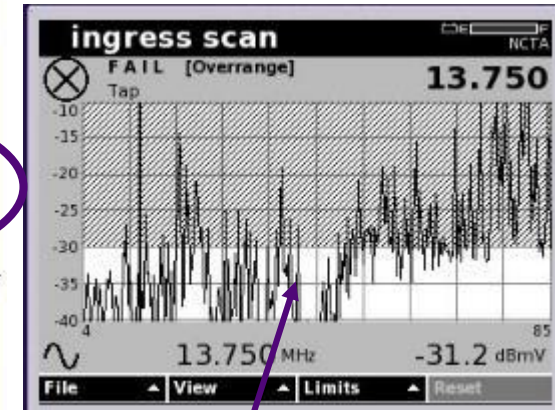 ingress scan
E F
NCTA
FAIL [Overrange]
13.750
Tap
-10
-15
-20
-25
-30
-35
-40
4 85
13.750 MHz -31.2 dBmV
File View Limits Reset